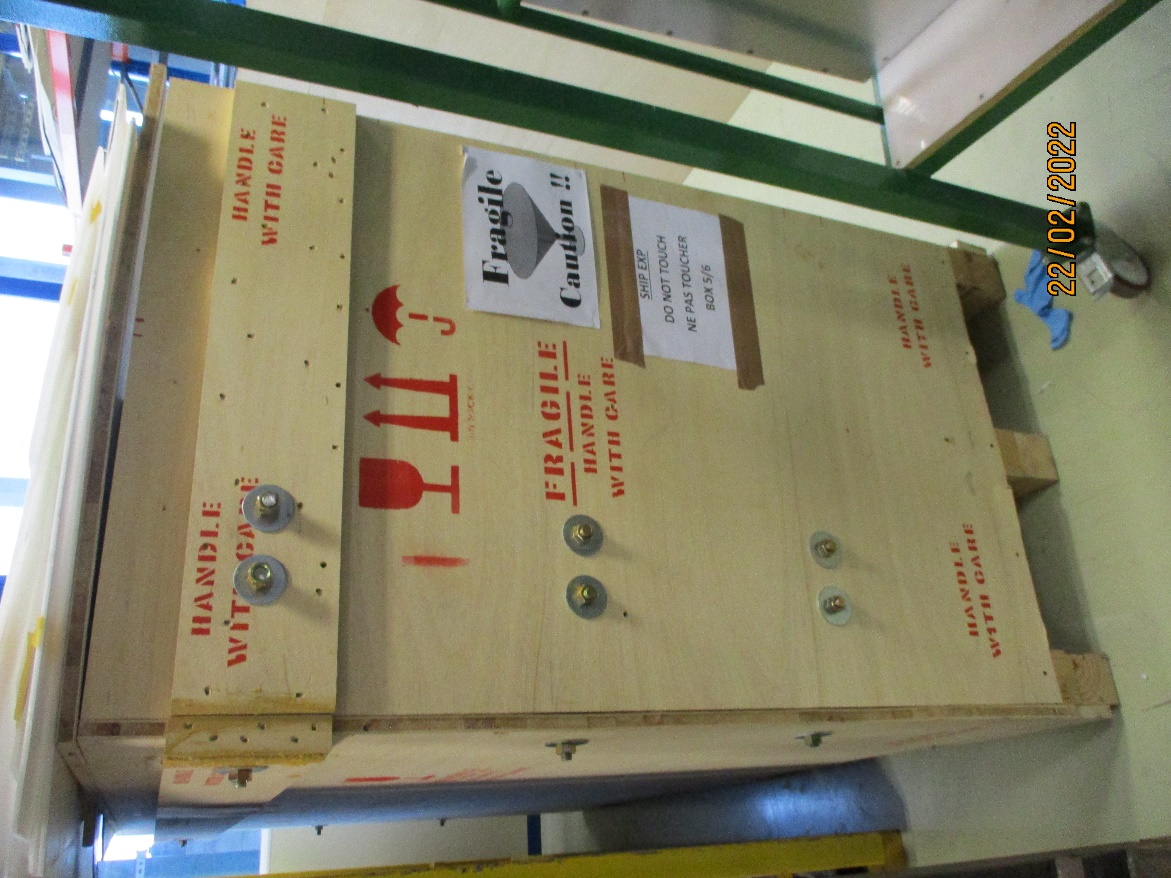 HANDLE
WITH CARE
HANDLE
WITH CARE
Fragile
Caution !!
SHIP EXP
DO NOT TOUCH
NE PAS TOUCHER
BOX 5/6
FRAGILE
HANDLE
WITH CARE
HANDLE
WITH CARE
HANDLE
WITH CARE
22/02/2022